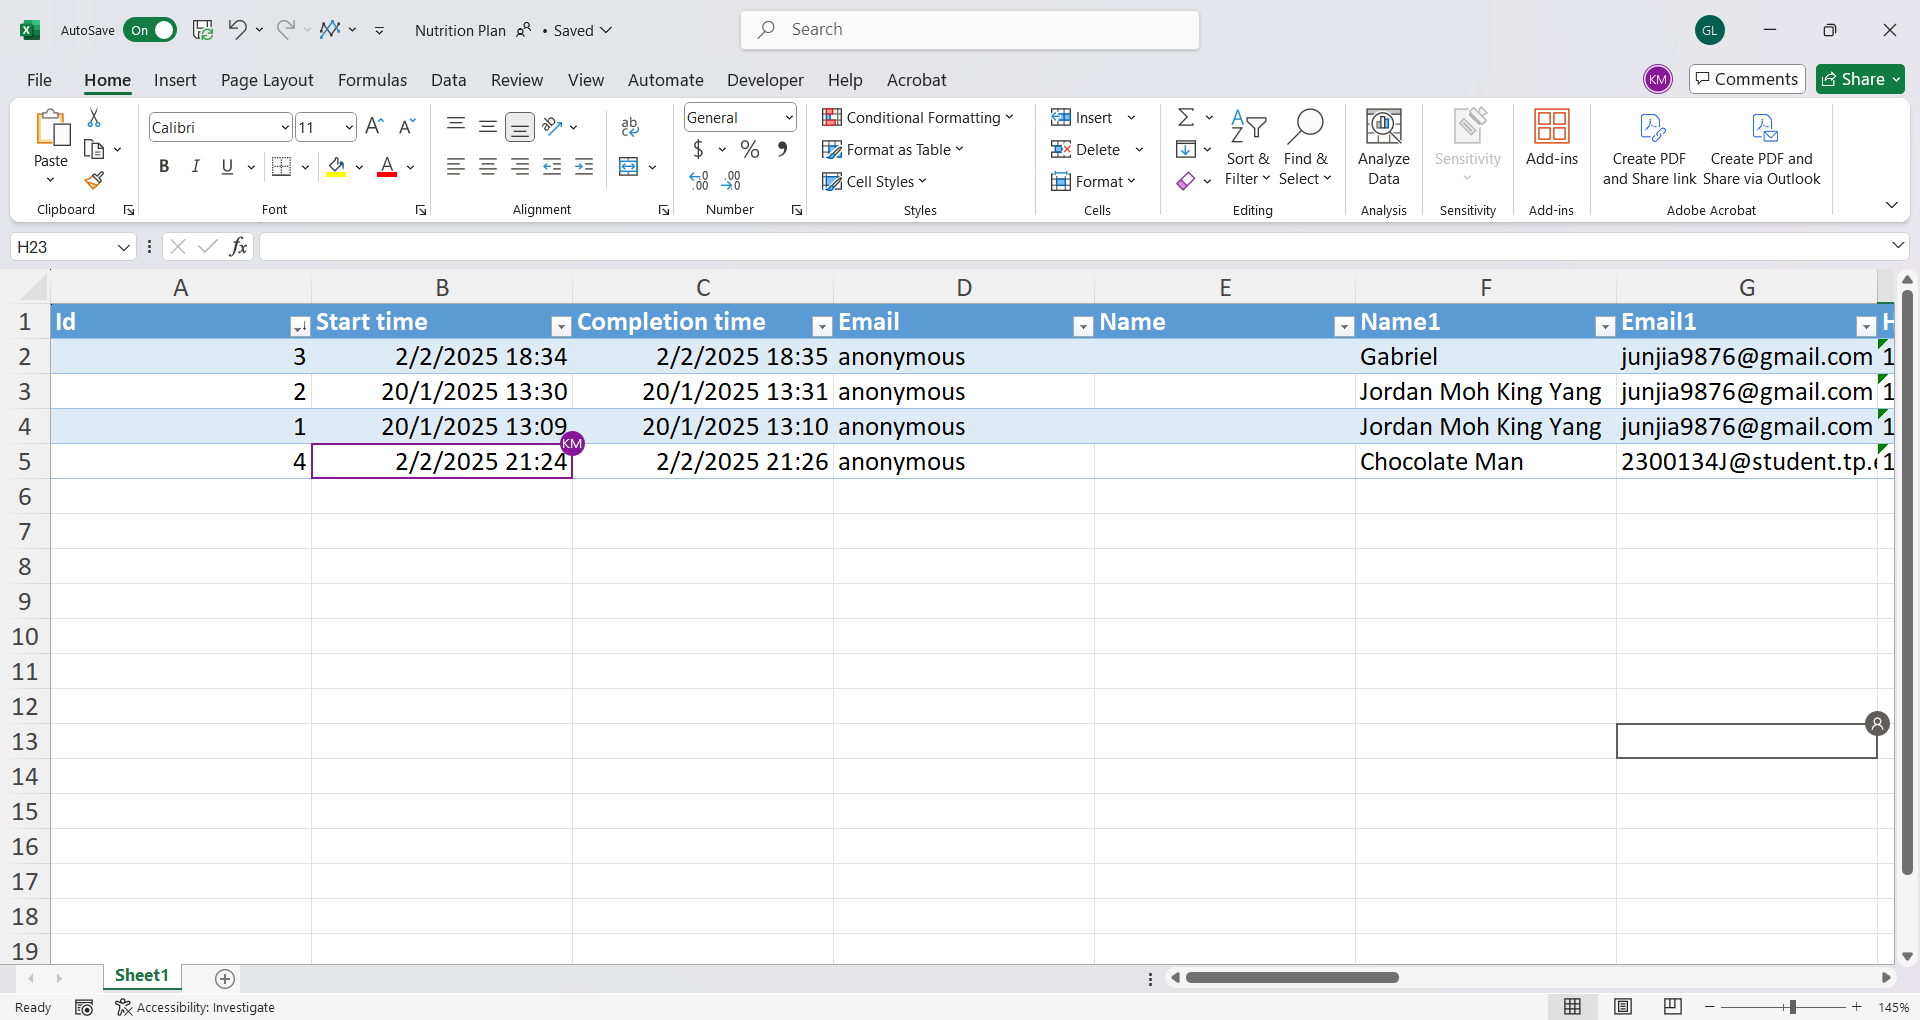 AutoSave On Nutrition Plan • Saved Search GL
File Home Insert Page Layout Formulas Data Review View Automate Developer Help Acrobat KM Comments Share
Paste Calibri 11 General Conditional Formatting Format as Table Cell Styles Insert Delete Format Sort & Filter Find & Select Analyze Data Sensitivity Add-ins Create PDF and Share link Create PDF and Share via Outlook
Clipboard Font Alignment Number Styles Cells Editing Analysis Sensitivity Add-ins Adobe Acrobat
H23 fx
A B C D E F G
1 Id Start time Completion time Email Name Name1 Email1 H
2 3 2/2/2025 18:34 2/2/2025 18:35 anonymous Gabriel junjia9876@gmail.com 1
3 2 20/1/2025 13:30 20/1/2025 13:31 anonymous Jordan Moh King Yang junjia9876@gmail.com 1
4 1 20/1/2025 13:09 20/1/2025 13:10 anonymous Jordan Moh King Yang junjia9876@gmail.com 1
KM
5 4 2/2/2025 21:24 2/2/2025 21:26 anonymous Chocolate Man 2300134J@student.tp. 1
6
7
8
9
10
11
12
13
14
15
16
17
18
19
Sheet1
Ready Accessibility: Investigate 145%